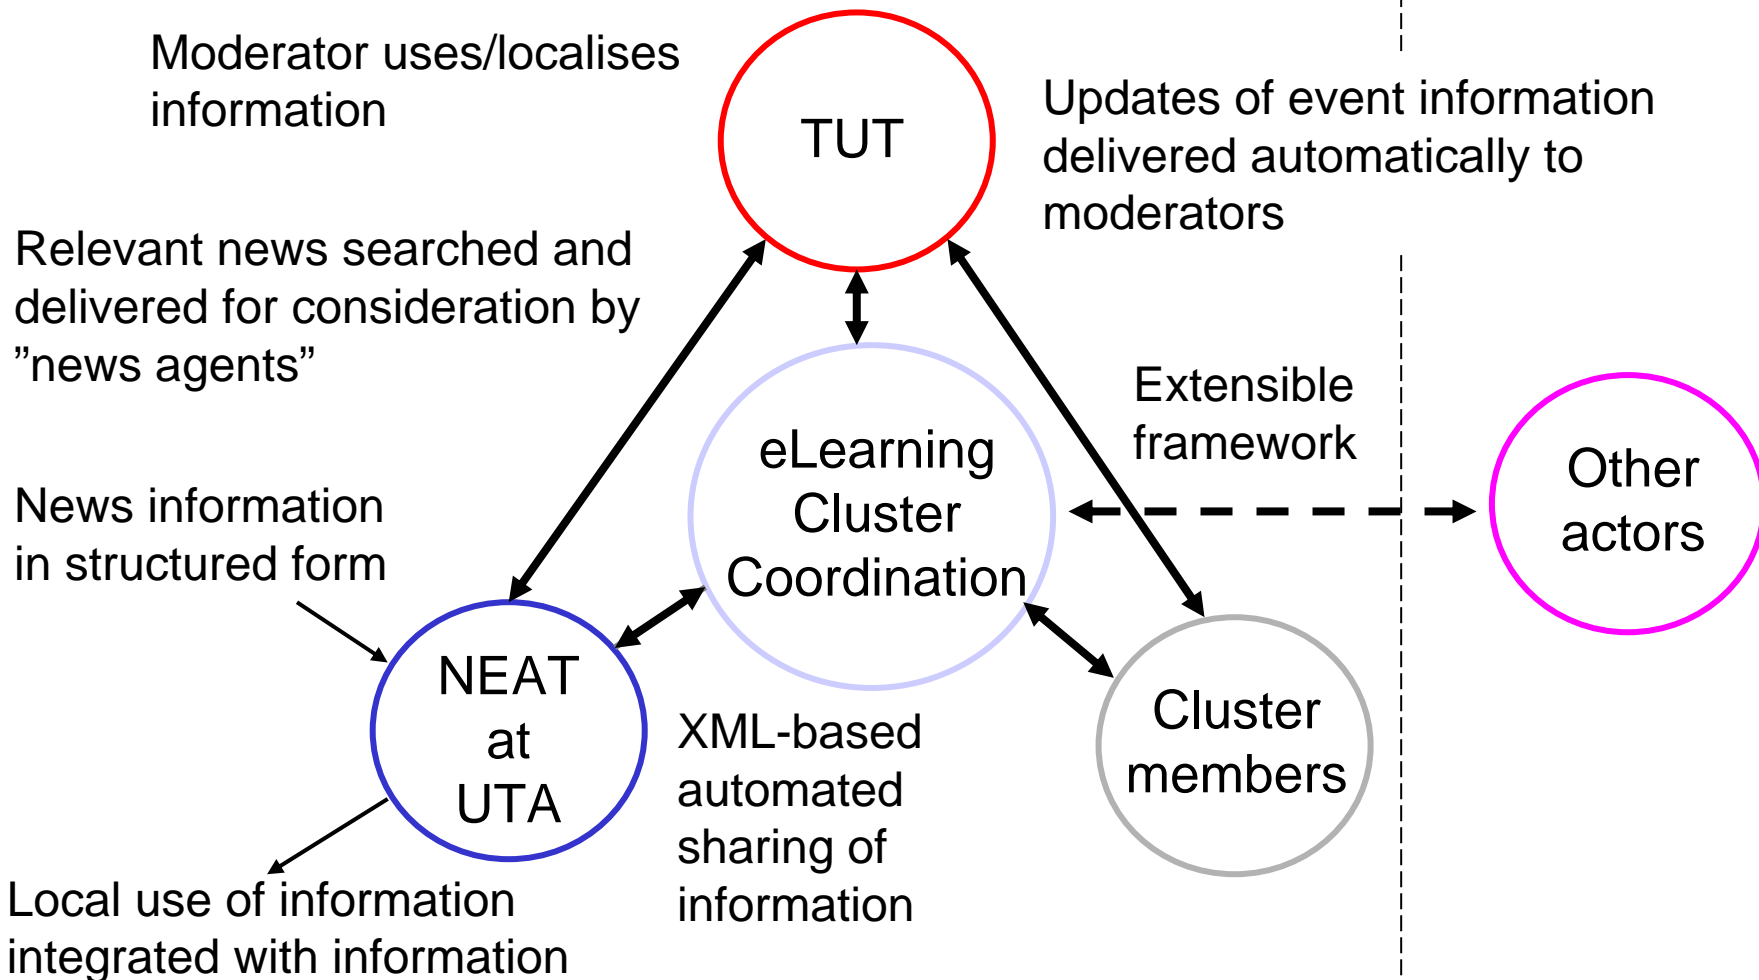 Moderator uses/localises
information
TUT
Updates of event information
delivered automatically to
moderators
Relevant news searched and
delivered for consideration by
”news agents”
Extensible
framework
eLearning
Cluster
Coordination
Other
actors
News information
in structured form
NEAT
at
UTA
XML-based
automated
sharing of
information
Cluster
members
Local use of information
integrated with information